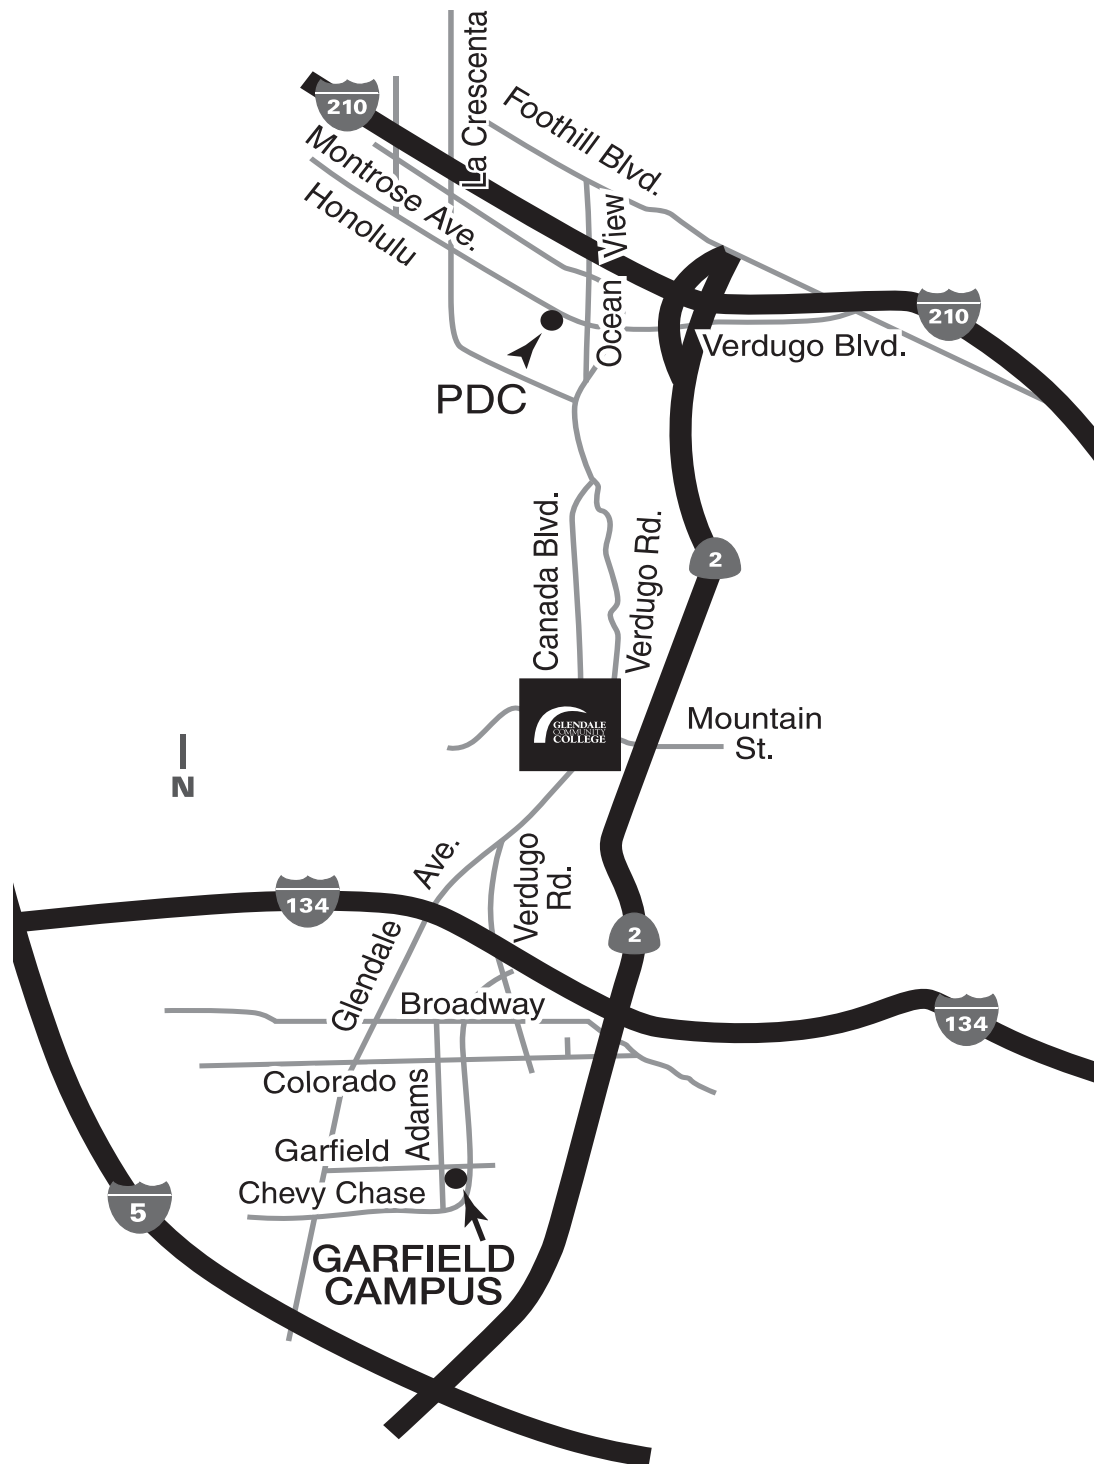 La Crescenta
210
Foothill Blvd.
Montrose Ave.
Honolulu
Ocean View
210
Verdugo Blvd.
PDC
Canada Blvd.
Verdugo Rd.
2
GLENDALE
COMMUNITY
COLLEGE
Mountain
St.
N
Glendale Ave.
Verdugo
Rd.
134
2
Broadway
134
Colorado
Adams
Garfield
Chevy Chase
5
GARFIELD
CAMPUS